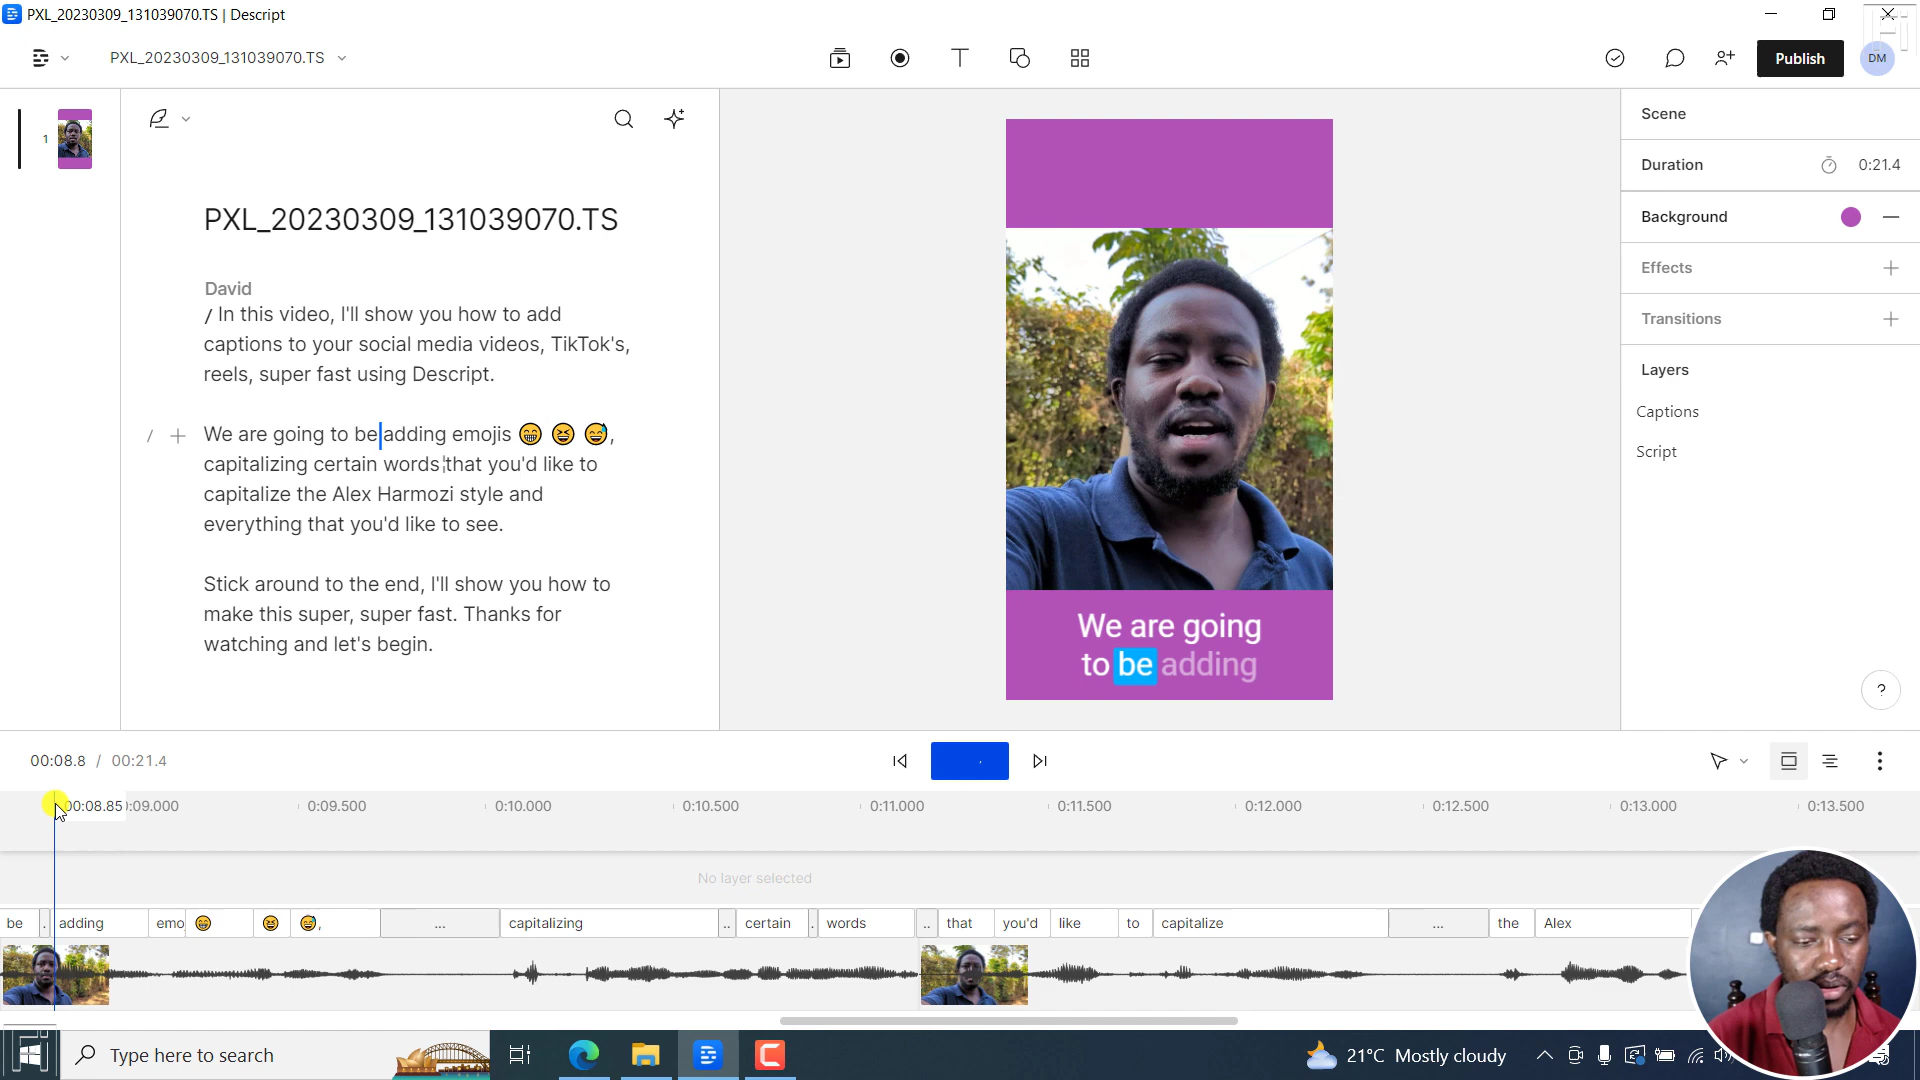 PXL_20230309_131039070.TS | Descript
PXL_20230309_131039070.TS
Publish
DM
1
PXL_20230309_131039070.TS
David
/ In this video, I'll show you how to add
captions to your social media videos, TikTok's,
reels, super fast using Descript.
/ + We are going to be adding emojis 😁 😆 😅,
capitalizing certain words that you'd like to
capitalize the Alex Harmozi style and
everything that you'd like to see.
Stick around to the end, I'll show you how to
make this super, super fast. Thanks for
watching and let's begin.
We are going
to be adding
Scene
Duration 0:21.4
Background
Effects
Transitions
Layers
Captions
Script
?
00:08.8 / 00:21.4
00:08.85 0:09.000 0:09.500 0:10.000 0:10.500 0:11.000 0:11.500 0:12.000 0:12.500 0:13.000 0:13.500
No layer selected
be . adding emo 😁 😆 😅, ... capitalizing .. certain . words .. that you'd like to capitalize ... the Alex
Type here to search
21°C Mostly cloudy